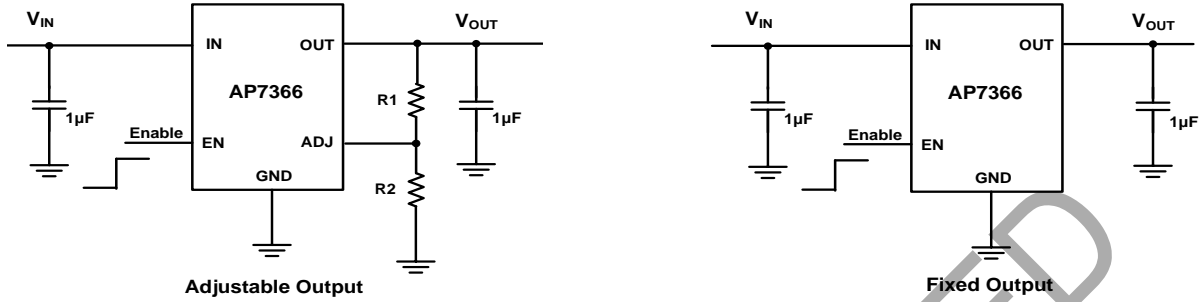 VIN
VOUT
IN
OUT
AP7366
R1
1µF
1µF
Enable
EN
ADJ
GND
R2
Adjustable Output
VIN
VOUT
IN
OUT
AP7366
1µF
1µF
Enable
EN
GND
Fixed Output